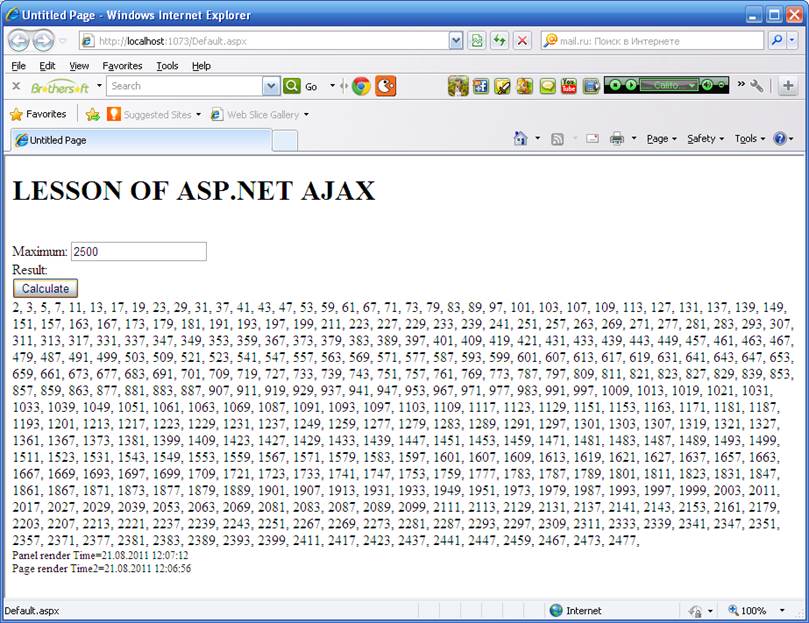 Untitled Page - Windows Internet Explorer
http://localhost:1073/Default.aspx
mail.ru: Поиск в Интернете
File Edit View Favorites Tools Help
Brothersoft Search Go You Tube Califo »
Favorites Suggested Sites Web Slice Gallery
Untitled Page Page Safety Tools
LESSON OF ASP.NET AJAX
Maximum: 2500
Result:
Calculate
2, 3, 5, 7, 11, 13, 17, 19, 23, 29, 31, 37, 41, 43, 47, 53, 59, 61, 67, 71, 73, 79, 83, 89, 97, 101, 103, 107, 109, 113, 127, 131, 137, 139, 149,
151, 157, 163, 167, 173, 179, 181, 191, 193, 197, 199, 211, 223, 227, 229, 233, 239, 241, 251, 257, 263, 269, 271, 277, 281, 283, 293, 307,
311, 313, 317, 331, 337, 347, 349, 353, 359, 367, 373, 379, 383, 389, 397, 401, 409, 419, 421, 431, 433, 439, 443, 449, 457, 461, 463, 467,
479, 487, 491, 499, 503, 509, 521, 523, 541, 547, 557, 563, 569, 571, 577, 587, 593, 599, 601, 607, 613, 617, 619, 631, 641, 643, 647, 653,
659, 661, 673, 677, 683, 691, 701, 709, 719, 727, 733, 739, 743, 751, 757, 761, 769, 773, 787, 797, 809, 811, 821, 823, 827, 829, 839, 853,
857, 859, 863, 877, 881, 883, 887, 907, 911, 919, 929, 937, 941, 947, 953, 967, 971, 977, 983, 991, 997, 1009, 1013, 1019, 1021, 1031,
1033, 1039, 1049, 1051, 1061, 1063, 1069, 1087, 1091, 1093, 1097, 1103, 1109, 1117, 1123, 1129, 1151, 1153, 1163, 1171, 1181, 1187,
1193, 1201, 1213, 1217, 1223, 1229, 1231, 1237, 1249, 1259, 1277, 1279, 1283, 1289, 1291, 1297, 1301, 1303, 1307, 1319, 1321, 1327,
1361, 1367, 1373, 1381, 1399, 1409, 1423, 1427, 1429, 1433, 1439, 1447, 1451, 1453, 1459, 1471, 1481, 1483, 1487, 1489, 1493, 1499,
1511, 1523, 1531, 1543, 1549, 1553, 1559, 1567, 1571, 1579, 1583, 1597, 1601, 1607, 1609, 1613, 1619, 1621, 1627, 1637, 1657, 1663,
1667, 1669, 1693, 1697, 1699, 1709, 1721, 1723, 1733, 1741, 1747, 1753, 1759, 1777, 1783, 1787, 1789, 1801, 1811, 1823, 1831, 1847,
1861, 1867, 1871, 1873, 1877, 1879, 1889, 1901, 1907, 1913, 1931, 1933, 1949, 1951, 1973, 1979, 1987, 1993, 1997, 1999, 2003, 2011,
2017, 2027, 2029, 2039, 2053, 2063, 2069, 2081, 2083, 2087, 2089, 2099, 2111, 2113, 2129, 2131, 2137, 2141, 2143, 2153, 2161, 2179,
2203, 2207, 2213, 2221, 2237, 2239, 2243, 2251, 2267, 2269, 2273, 2281, 2287, 2293, 2297, 2309, 2311, 2333, 2339, 2341, 2347, 2351,
2357, 2371, 2377, 2381, 2383, 2389, 2393, 2399, 2411, 2417, 2423, 2437, 2441, 2447, 2459, 2467, 2473, 2477,
Panel render Time=21.08.2011 12:07:12
Page render Time2=21.08.2011 12:06:56
Default.aspx Internet 100%